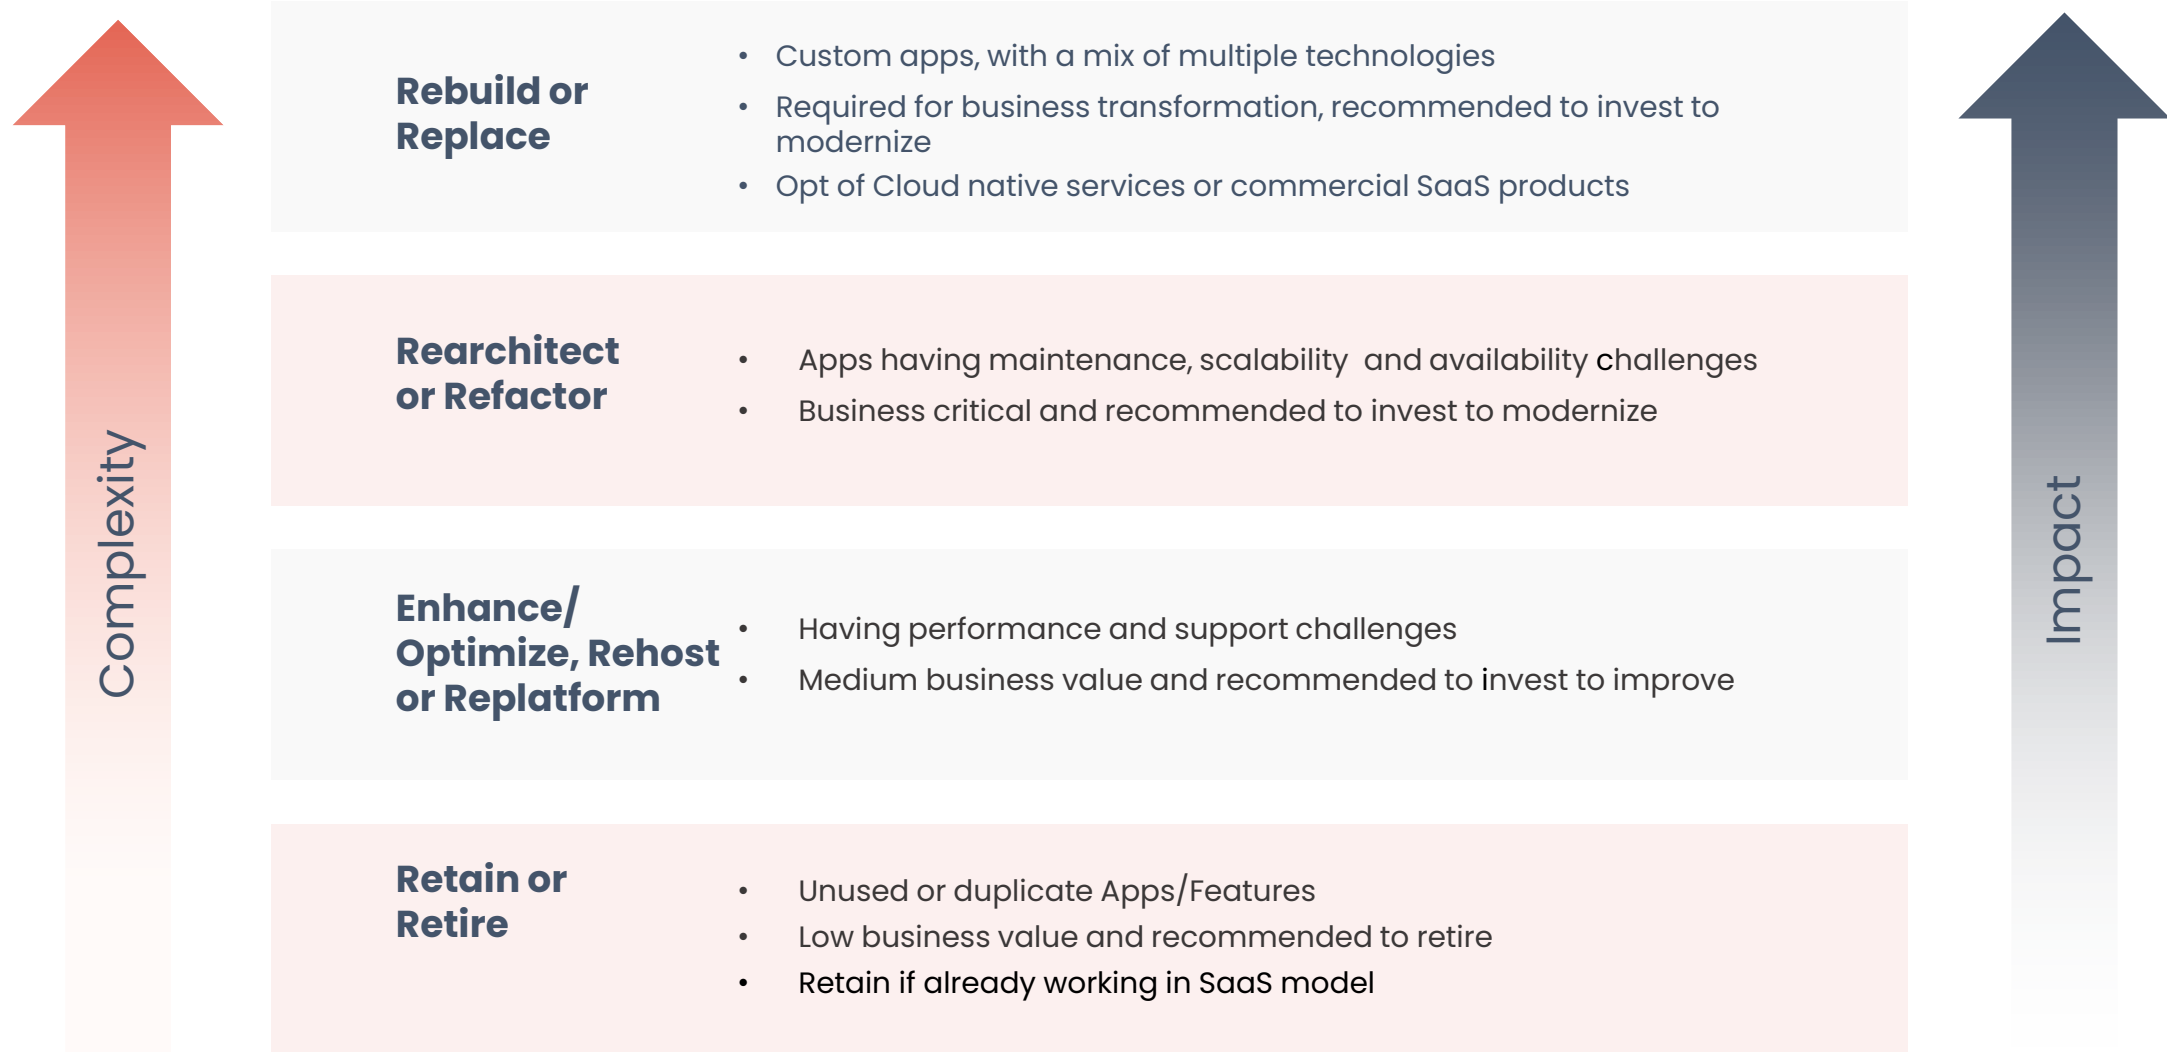 Complexity
Rebuild or
Replace
• Custom apps, with a mix of multiple technologies
• Required for business transformation, recommended to invest to
modernize
• Opt of Cloud native services or commercial SaaS products
Rearchitect
or Refactor
• Apps having maintenance, scalability  and availability challenges
• Business critical and recommended to invest to modernize
Enhance/
Optimize, Rehost
or Replatform
• Having performance and support challenges
• Medium business value and recommended to invest to improve
Retain or
Retire
• Unused or duplicate Apps/Features
• Low business value and recommended to retire
• Retain if already working in SaaS model
Impact